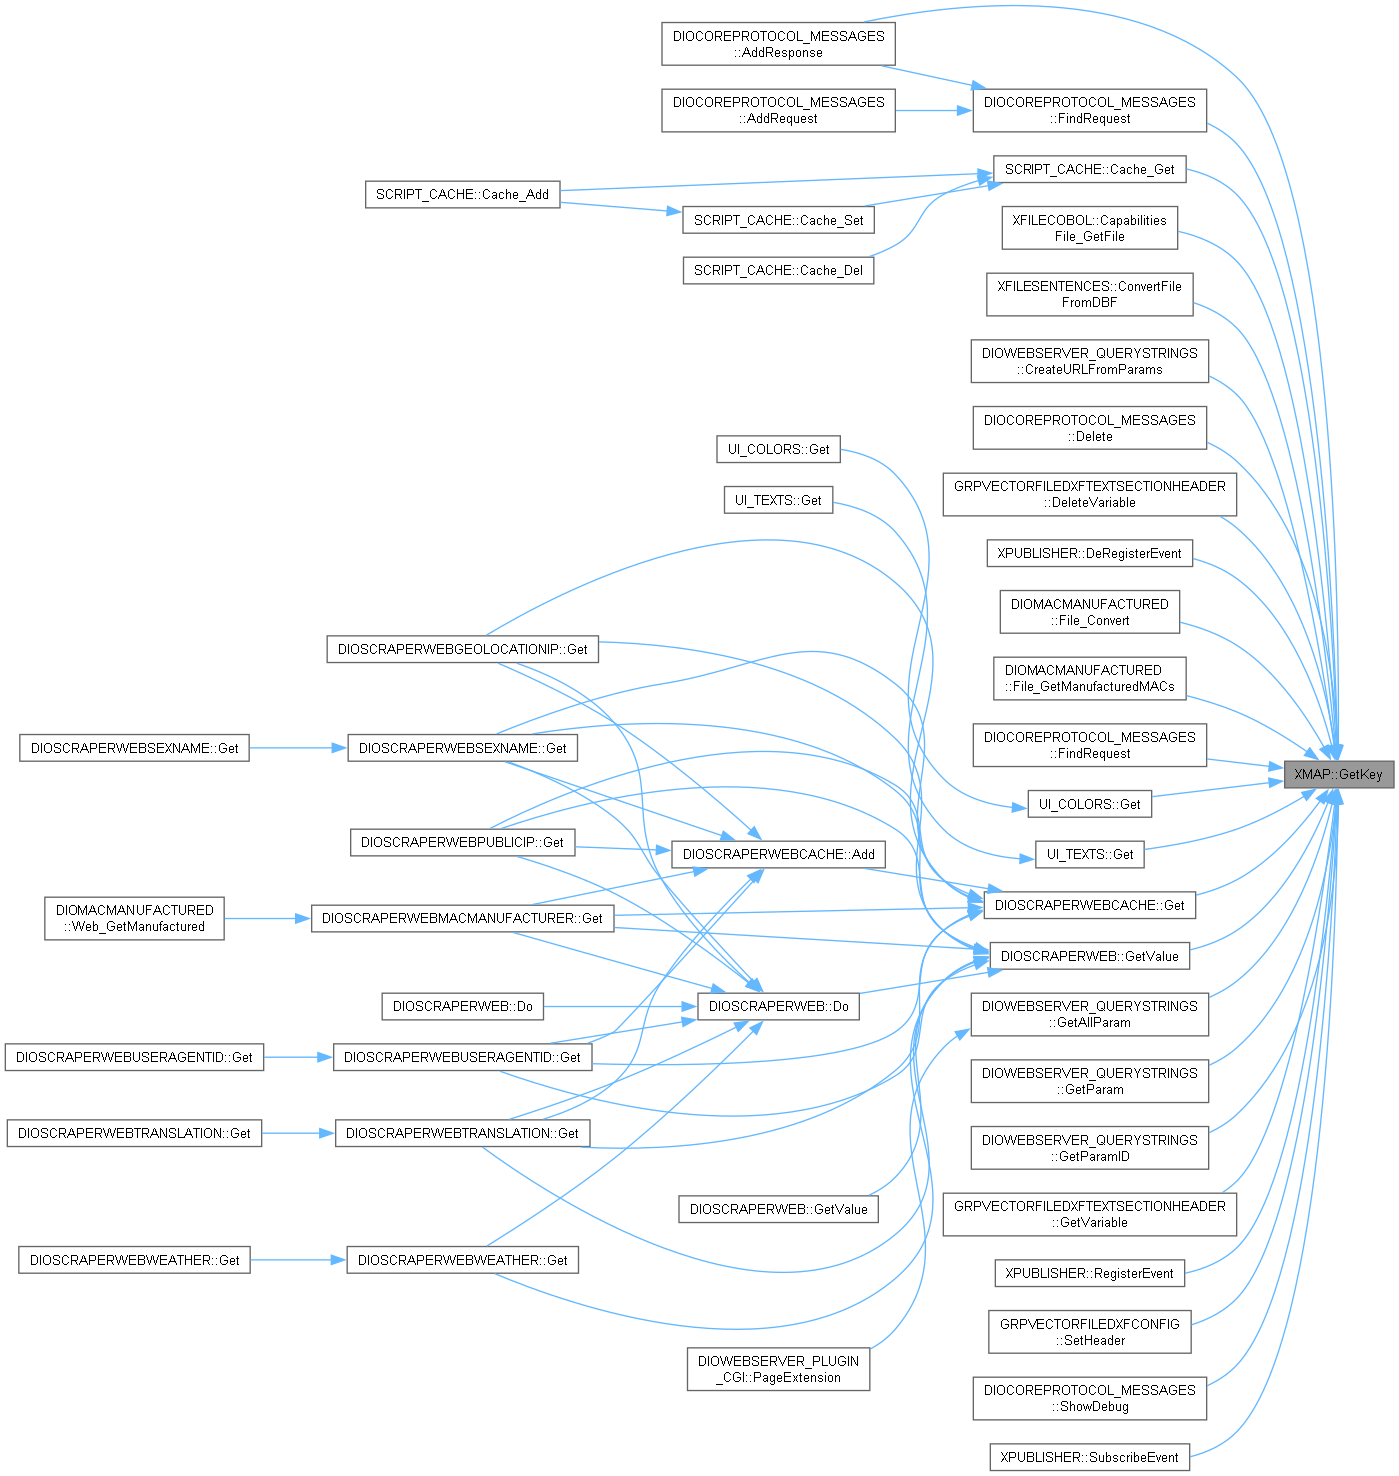 DIOCOREPROTOCOL_MESSAGES
::AddResponse
DIOCOREPROTOCOL_MESSAGES
::AddRequest
DIOCOREPROTOCOL_MESSAGES
::FindRequest
SCRIPT_CACHE::Cache_Get
SCRIPT_CACHE::Cache_Add
SCRIPT_CACHE::Cache_Set
SCRIPT_CACHE::Cache_Del
XFILECOBOL::Capabilities
File_GetFile
XFILESENTENCES::ConvertFile
FromDBF
DIOWEBSERVER_QUERYSTRINGS
::CreateURLFromParams
DIOCOREPROTOCOL_MESSAGES
::Delete
UI_COLORS::Get
UI_TEXTS::Get
GRPVECTORFILEDXFTEXTSECTIONHEADER
::DeleteVariable
XPUBLISHER::DeRegisterEvent
DIOMACMANUFACTURED
::File_Convert
DIOMACMANUFACTURED
::File_GetManufacturedMACs
DIOCOREPROTOCOL_MESSAGES
::FindRequest
XMAP::GetKey
UI_COLORS::Get
UI_TEXTS::Get
DIOSCRAPERWEBGEOLOCATIONIP::Get
DIOSCRAPERWEBSEXNAME::Get
DIOSCRAPERWEBSEXNAME::Get
DIOSCRAPERWEBPUBLICIP::Get
DIOSCRAPERWEBCACHE::Add
DIOSCRAPERWEBCACHE::Get
DIOMACMANUFACTURED
::Web_GetManufactured
DIOSCRAPERWEBMACMANUFACTURER::Get
DIOSCRAPERWEB::GetValue
DIOSCRAPERWEB::Do
DIOSCRAPERWEB::Do
DIOWEBSERVER_QUERYSTRINGS
::GetAllParam
DIOSCRAPERWEBUSERAGENTID::Get
DIOSCRAPERWEBUSERAGENTID::Get
DIOWEBSERVER_QUERYSTRINGS
::GetParam
DIOSCRAPERWEBTRANSLATION::Get
DIOSCRAPERWEBTRANSLATION::Get
DIOWEBSERVER_QUERYSTRINGS
::GetParamID
DIOSCRAPERWEB::GetValue
GRPVECTORFILEDXFTEXTSECTIONHEADER
::GetVariable
DIOSCRAPERWEBWEATHER::Get
DIOSCRAPERWEBWEATHER::Get
XPUBLISHER::RegisterEvent
GRPVECTORFILEDXFCONFIG
::SetHeader
DIOWEBSERVER_PLUGIN
_CGI::PageExtension
DIOCOREPROTOCOL_MESSAGES
::ShowDebug
XPUBLISHER::SubscribeEvent